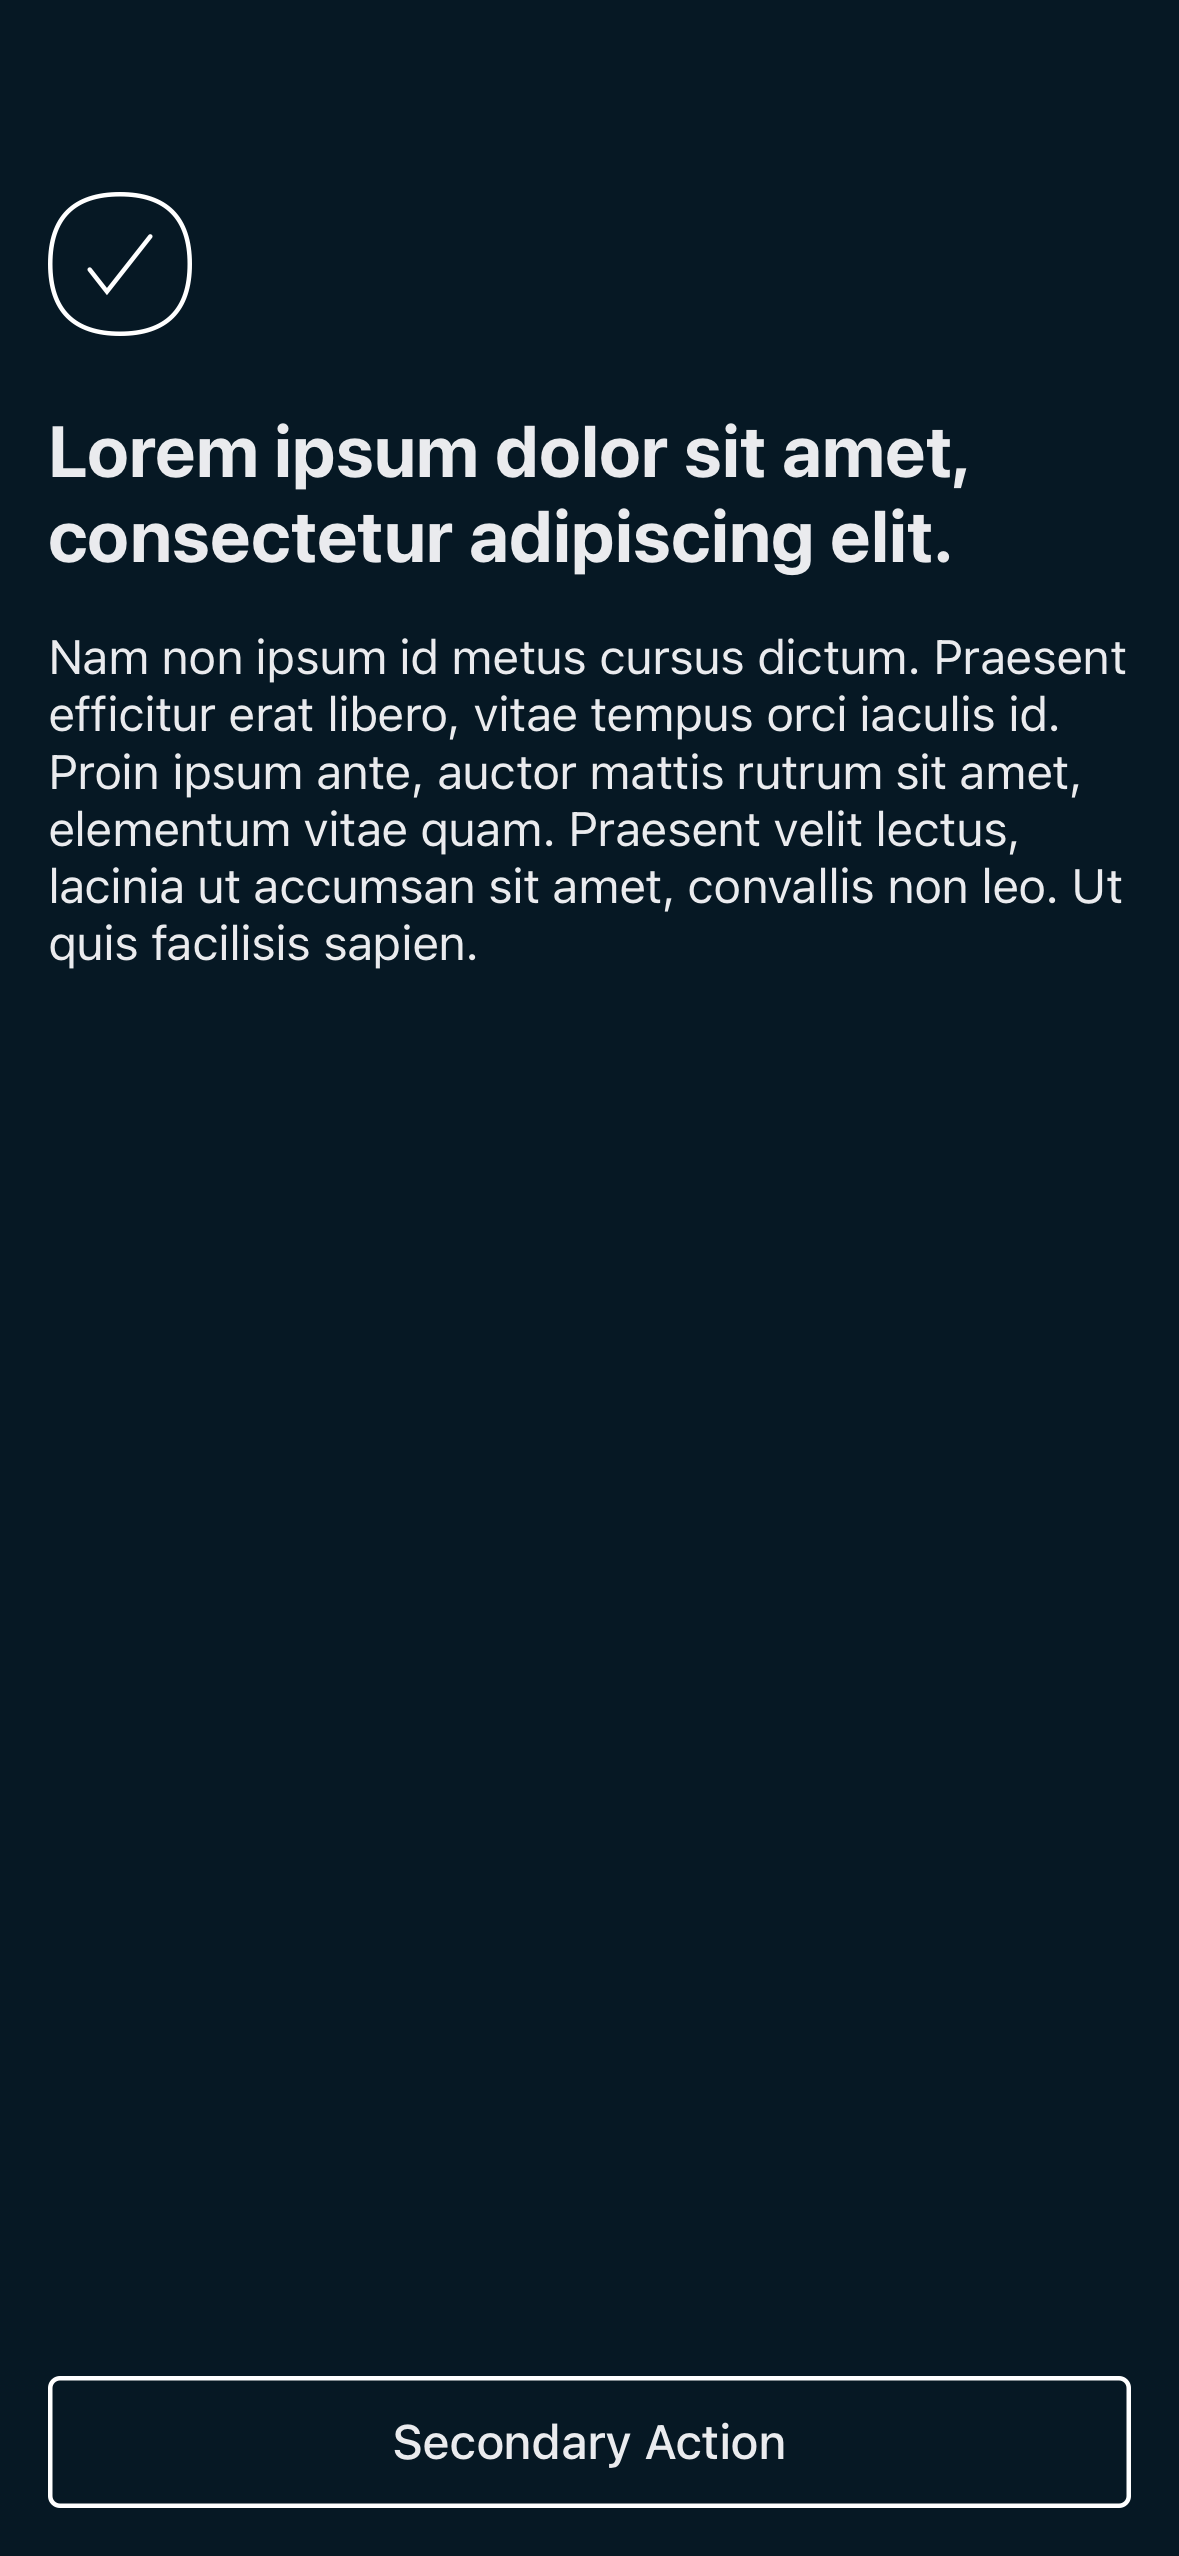 Lorem ipsum dolor sit amet,
consectetur adipiscing elit.
Nam non ipsum id metus cursus dictum. Praesent
efficitur erat libero, vitae tempus orci iaculis id.
Proin ipsum ante, auctor mattis rutrum sit amet,
elementum vitae quam. Praesent velit lectus,
lacinia ut accumsan sit amet, convallis non leo. Ut
quis facilisis sapien.
Secondary Action